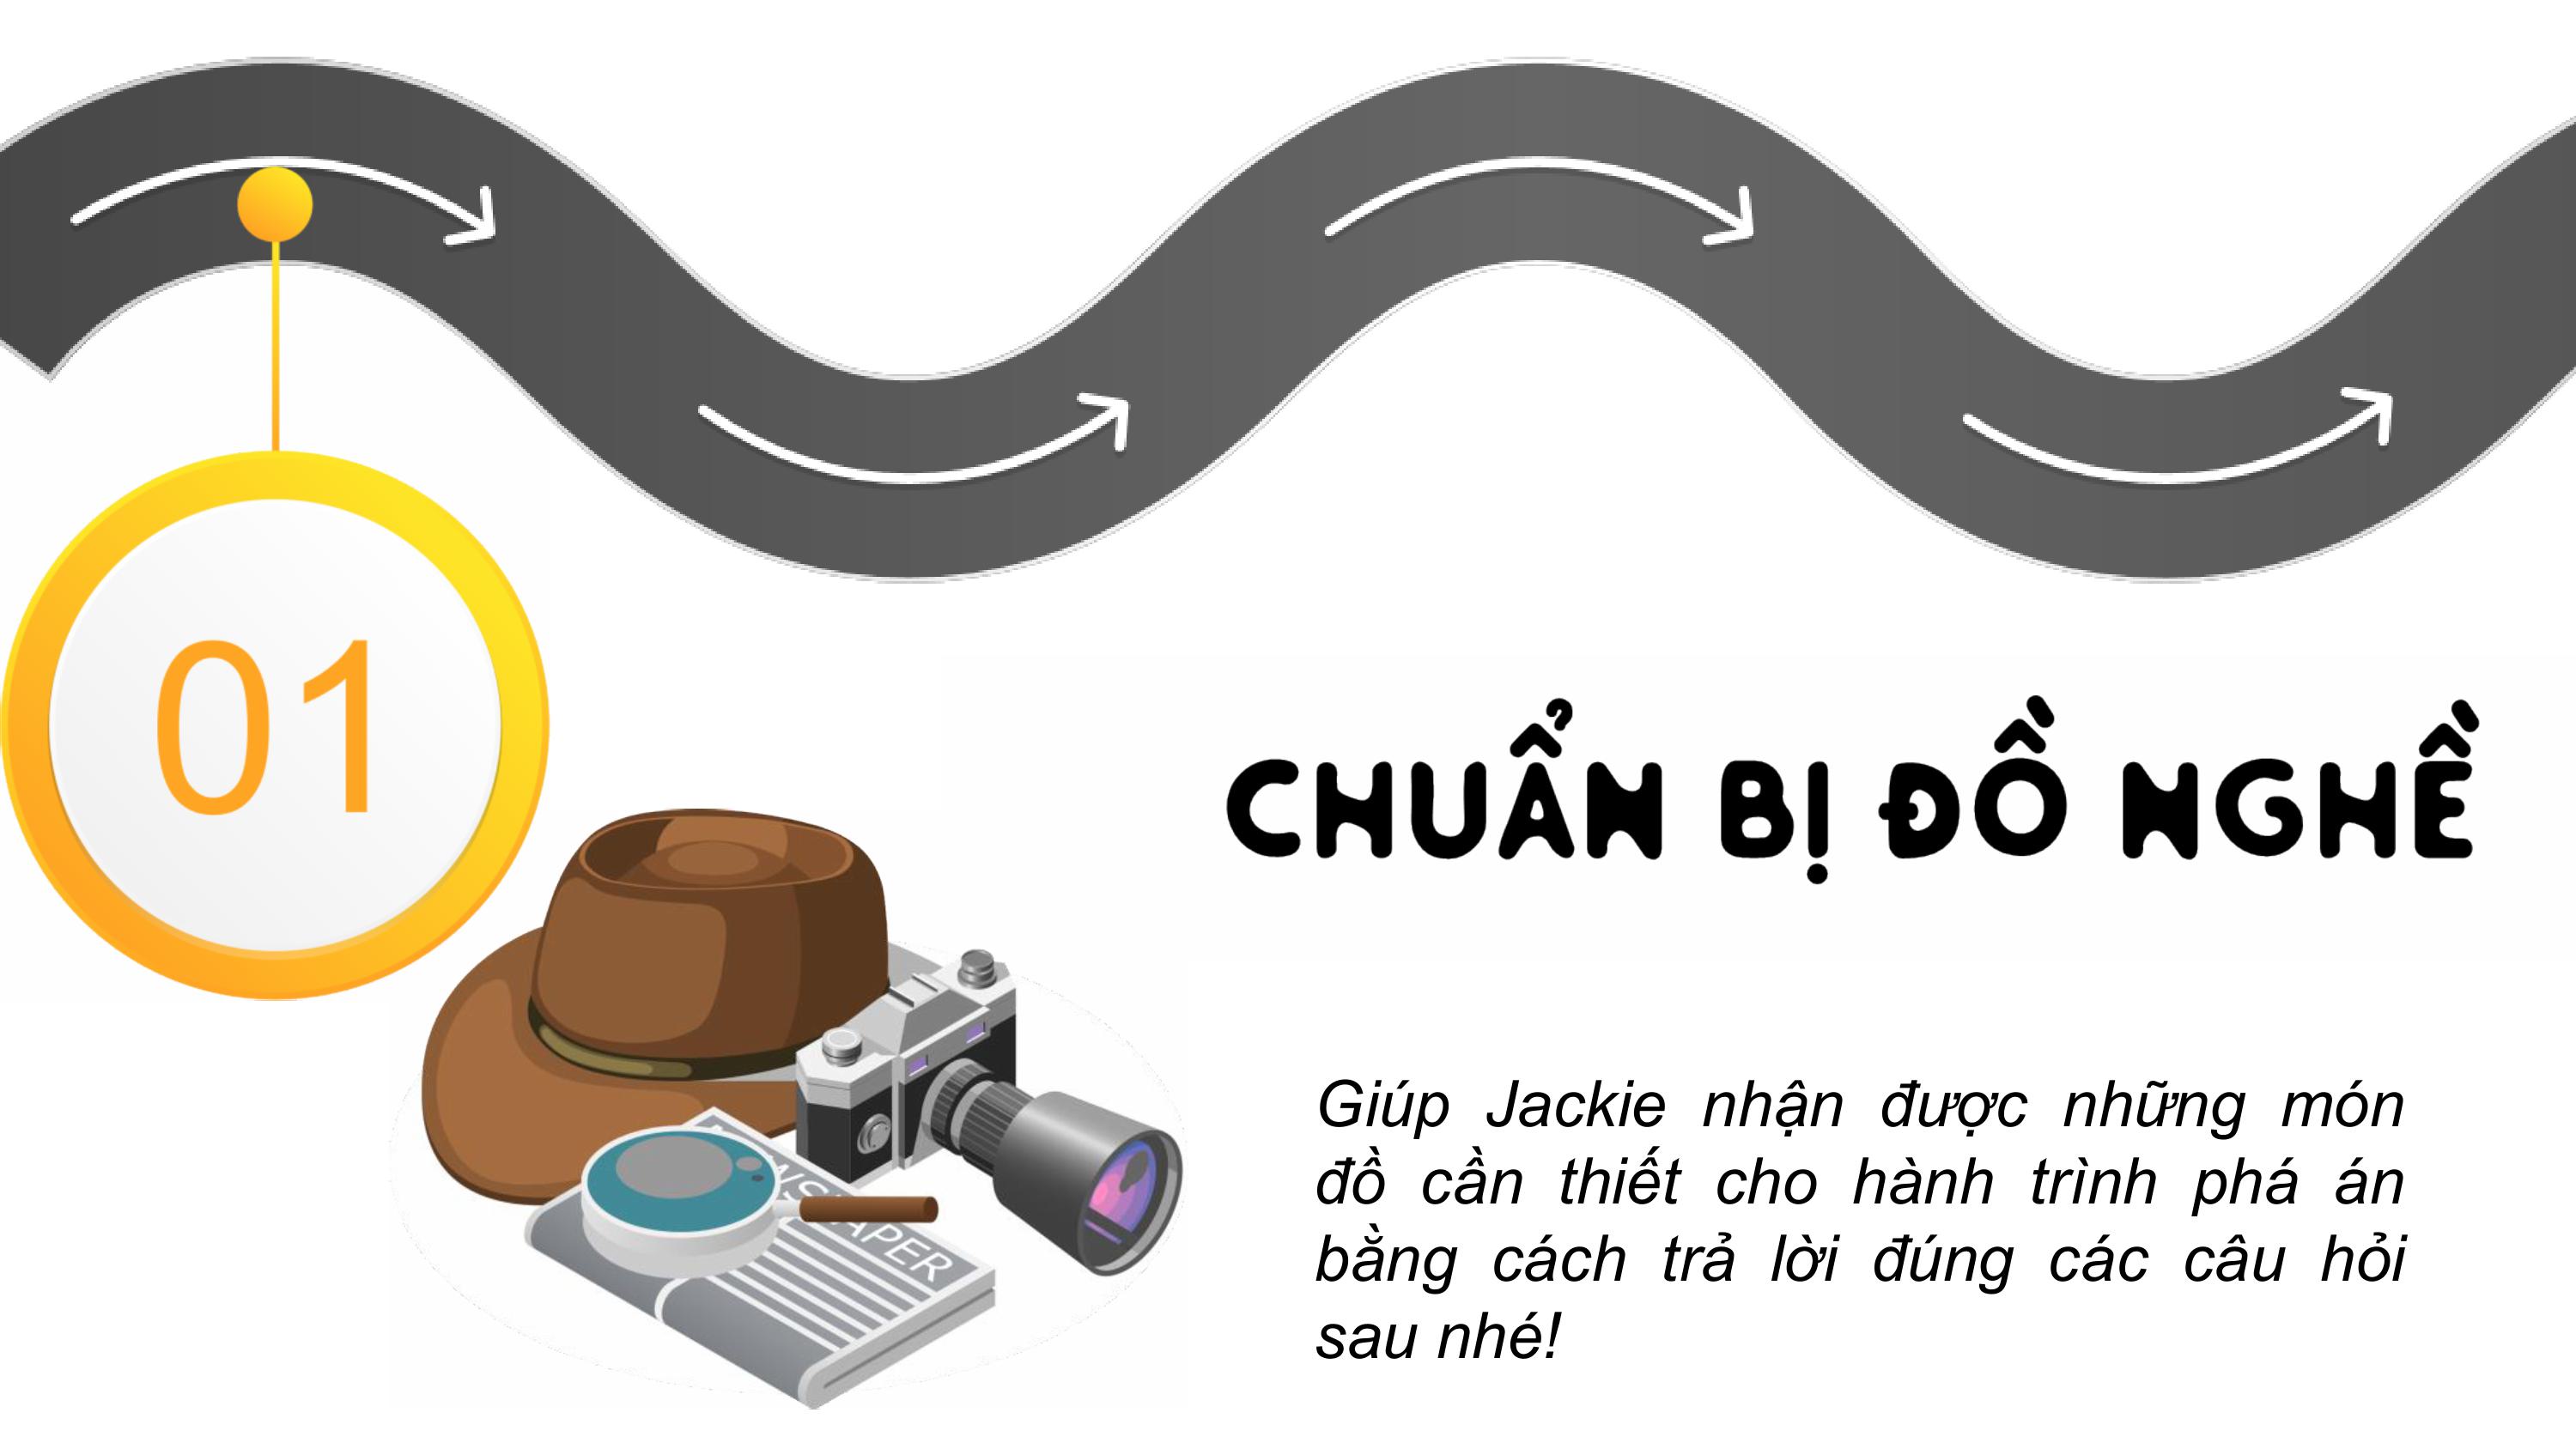 01
CHUẨN BỊ ĐỒ NGHỀ
Giúp Jackie nhận được những món
đồ cần thiết cho hành trình phá án
bằng cách trả lời đúng các câu hỏi
sau nhé!